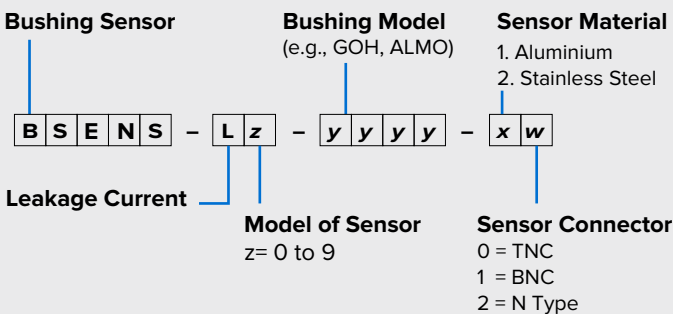 Bushing Sensor
Bushing Model
(e.g., GOH, ALMO)
Sensor Material
1. Aluminium
2. Stainless Steel
B S E N S – L z – y y y y – x w
Leakage Current
Model of Sensor
z= 0 to 9
Sensor Connector
0 = TNC
1 = BNC
2 = N Type